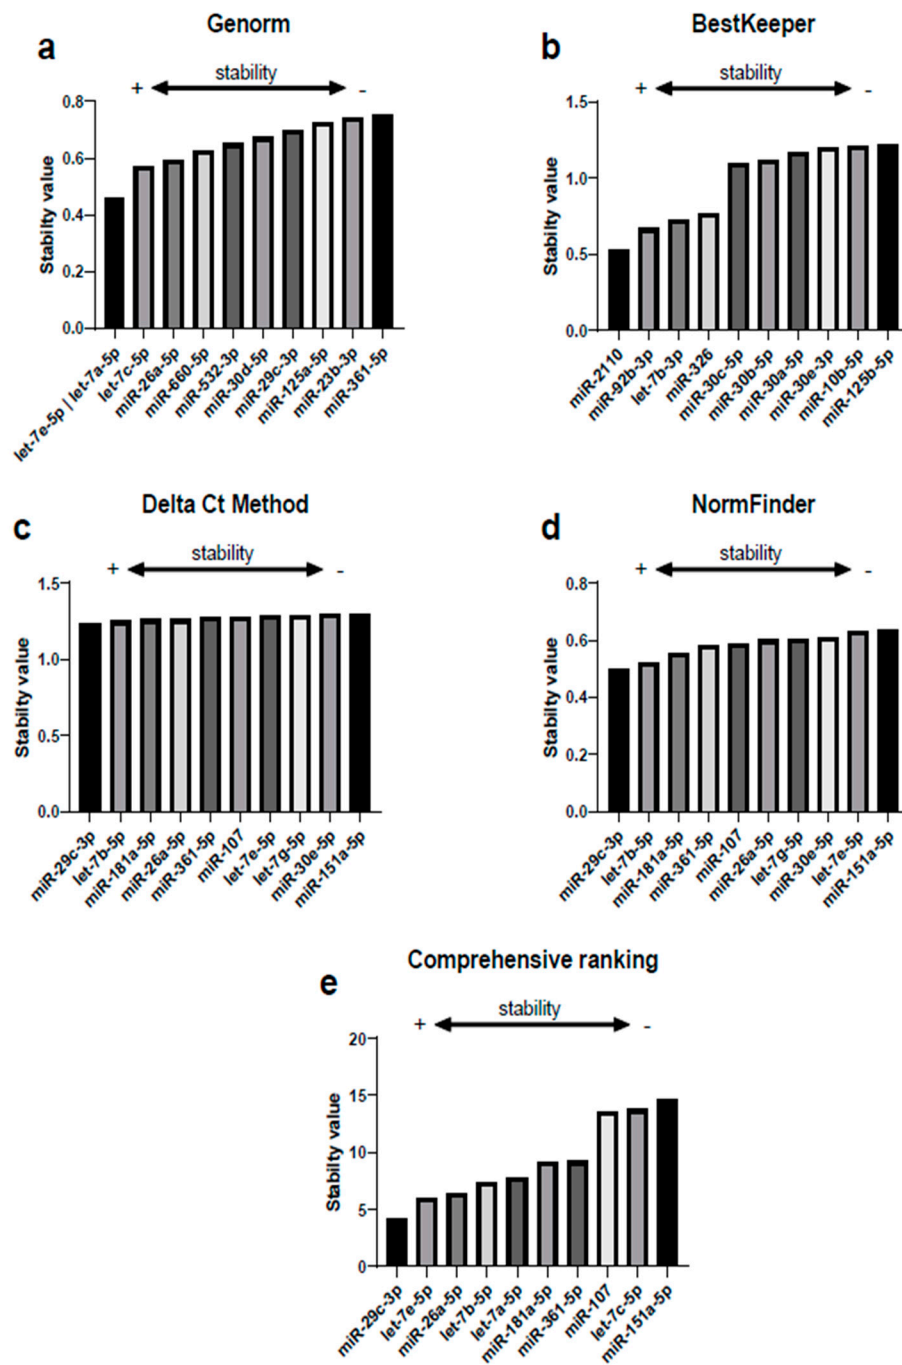 Genorm
a
stability
+ -
0.8
0.6
0.4
0.2
0.0
Stabilty value
let-7e-5p | let-7a-5p
let-7c-5p
miR-26a-5p
miR-660-5p
miR-532-3p
miR-30d-5p
miR-29c-3p
miR-125a-5p
miR-23b-3p
miR-361-5p
BestKeeper
b
stability
+ -
1.5
1.0
0.5
0.0
Stabilty value
miR-2110
miR-92b-3p
let-7b-3p
miR-326
miR-30c-5p
miR-30b-5p
miR-30a-5p
miR-30e-3p
miR-10b-5p
miR-125b-5p
Delta Ct Method
c
stability
+ -
1.5
1.0
0.5
0.0
Stabilty value
miR-29c-3p
let-7b-5p
miR-181a-5p
miR-26a-5p
miR-361-5p
miR-107
let-7e-5p
let-7g-5p
miR-30e-5p
miR-151a-5p
NormFinder
d
stability
+ -
0.8
0.6
0.4
0.2
0.0
Stabilty value
miR-29c-3p
let-7b-5p
miR-181a-5p
miR-361-5p
miR-107
miR-26a-5p
let-7g-5p
miR-30e-5p
let-7e-5p
miR-151a-5p
Comprehensive ranking
e
stability
+ -
20
15
10
5
0
Stabilty value
miR-29c-3p
let-7e-5p
miR-26a-5p
let-7b-5p
let-7a-5p
miR-181a-5p
miR-361-5p
miR-107
let-7c-5p
miR-151a-5p